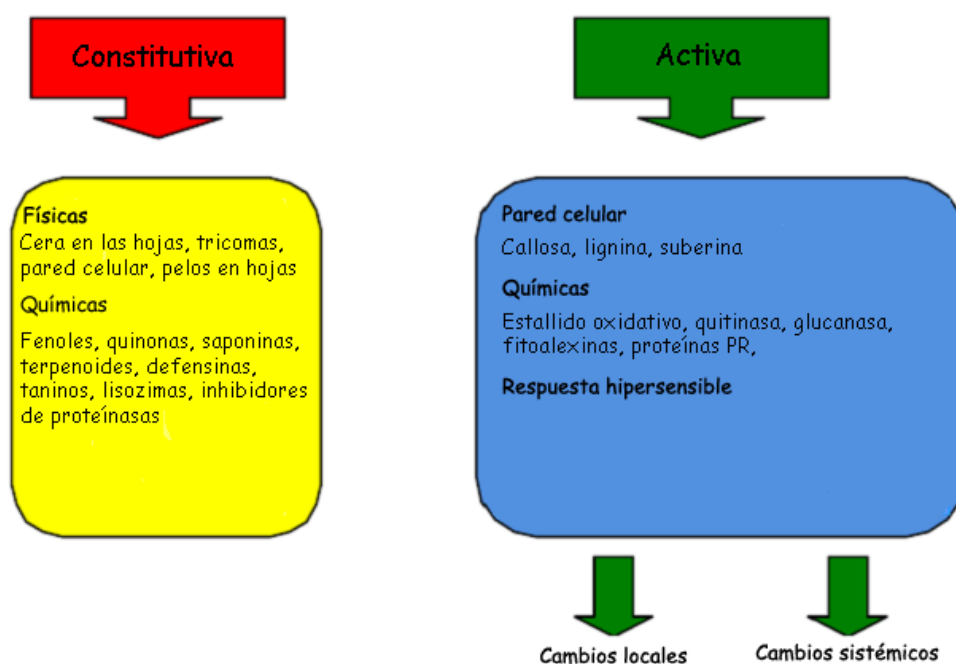 Constitutiva
Físicas
Cera en las hojas, tricomas,
pared celular, pelos en hojas
Químicas
Fenoles, quinonas, saponinas,
terpenoides, defensinas,
taninos, lisozimas, inhibidores
de proteínasas
Activa
Pared celular
Callosa, lignina, suberina
Químicas
Estallido oxidativo, quitinasa, glucanasa,
fitoalexinas, proteínas PR,
Respuesta hipersensible
Cambios locales
Cambios sistémicos